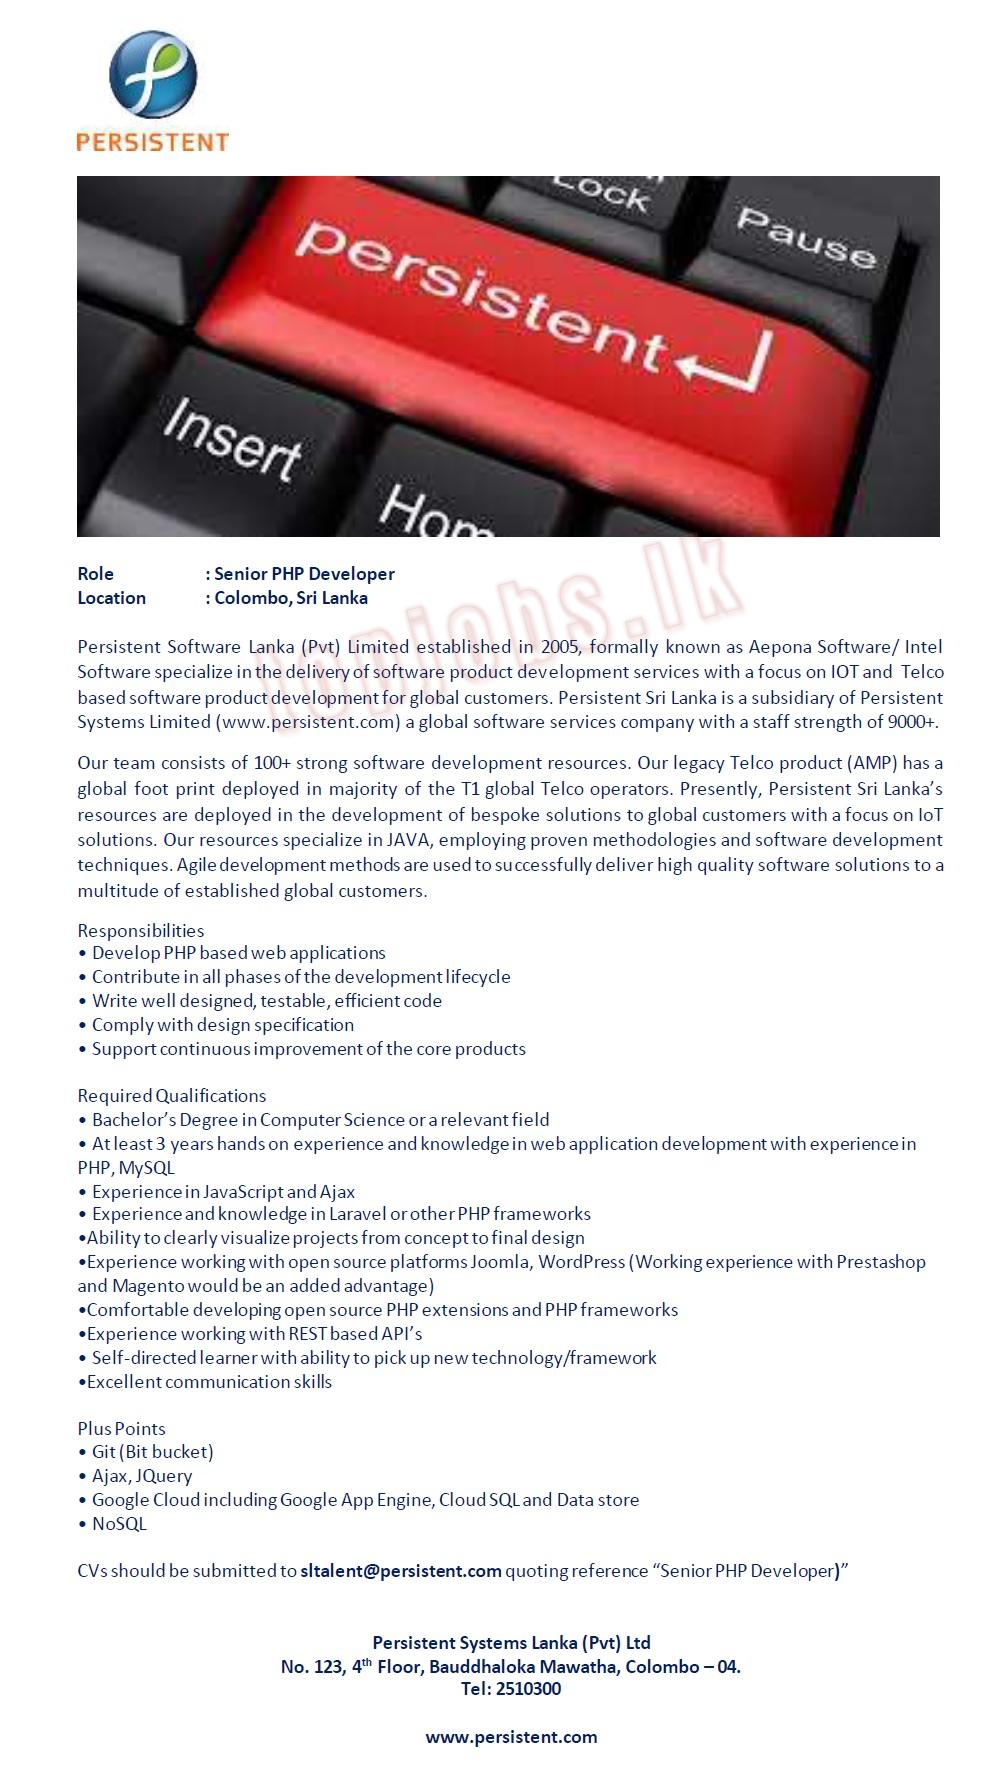 PERSISTENT
Lock
Pause
persistent
Insert
Hom
topjobs.lk
Role : Senior PHP Developer
Location : Colombo, Sri Lanka
Persistent Software Lanka (Pvt) Limited established in 2005, formally known as Aepona Software/ Intel
Software specialize in the delivery of software product development services with a focus on IOT and Telco
based software product development for global customers. Persistent Sri Lanka is a subsidiary of Persistent
Systems Limited (www.persistent.com) a global software services company with a staff strength of 9000+.
Our team consists of 100+ strong software development resources. Our legacy Telco product (AMP) has a
global foot print deployed in majority of the T1 global Telco operators. Presently, Persistent Sri Lanka’s
resources are deployed in the development of bespoke solutions to global customers with a focus on IoT
solutions. Our resources specialize in JAVA, employing proven methodologies and software development
techniques. Agile development methods are used to successfully deliver high quality software solutions to a
multitude of established global customers.
Responsibilities
• Develop PHP based web applications
• Contribute in all phases of the development lifecycle
• Write well designed, testable, efficient code
• Comply with design specification
• Support continuous improvement of the core products
Required Qualifications
• Bachelor’s Degree in Computer Science or a relevant field
• At least 3 years hands on experience and knowledge in web application development with experience in
PHP, MySQL
• Experience in JavaScript and Ajax
• Experience and knowledge in Laravel or other PHP frameworks
•Ability to clearly visualize projects from concept to final design
•Experience working with open source platforms Joomla, WordPress (Working experience with Prestashop
and Magento would be an added advantage)
•Comfortable developing open source PHP extensions and PHP frameworks
•Experience working with REST based API’s
• Self-directed learner with ability to pick up new technology/framework
•Excellent communication skills
Plus Points
• Git (Bit bucket)
• Ajax, JQuery
• Google Cloud including Google App Engine, Cloud SQL and Data store
• NoSQL
CVs should be submitted to sltalent@persistent.com quoting reference “Senior PHP Developer)”
Persistent Systems Lanka (Pvt) Ltd
No. 123, 4th Floor, Bauddhaloka Mawatha, Colombo – 04.
Tel: 2510300
www.persistent.com